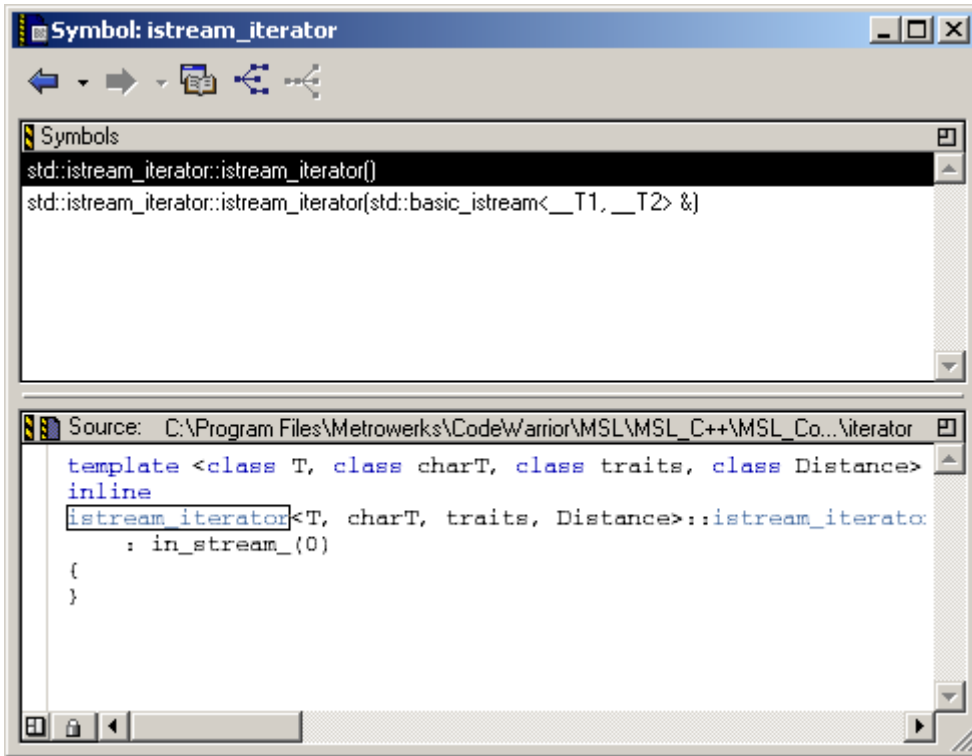 Symbol: istream_iterator
Symbols
std::istream_iterator::istream_iterator()
std::istream_iterator::istream_iterator(std::basic_istream<__T1, __T2> &)
Source: C:\Program Files\Metrowerks\CodeWarrior\MSL\MSL_C++\MSL_Co...\iterator
template <class T, class charT, class traits, class Distance>
inline
istream_iterator<T, charT, traits, Distance>::istream_iterato
: in_stream_(0)
{
}